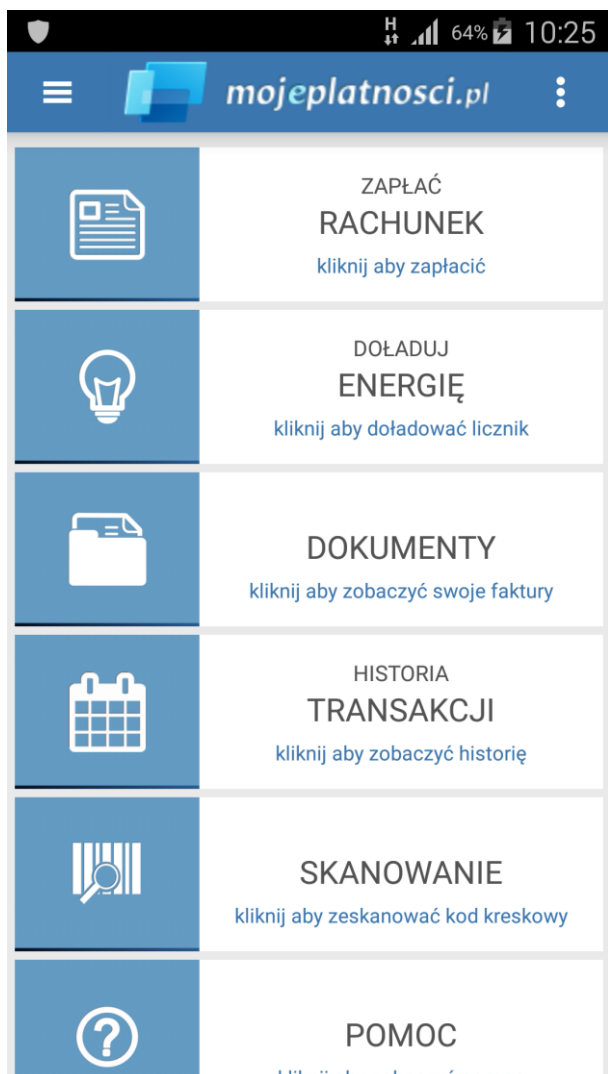 H 64% 10:25
mojeplatnosci.pl
ZAPŁAĆ
RACHUNEK
kliknij aby zapłacić
DOŁADUJ
ENERGIĘ
kliknij aby doładować licznik
DOKUMENTY
kliknij aby zobaczyć swoje faktury
HISTORIA
TRANSAKCJI
kliknij aby zobaczyć historię
SKANOWANIE
kliknij aby zeskanować kod kreskowy
POMOC